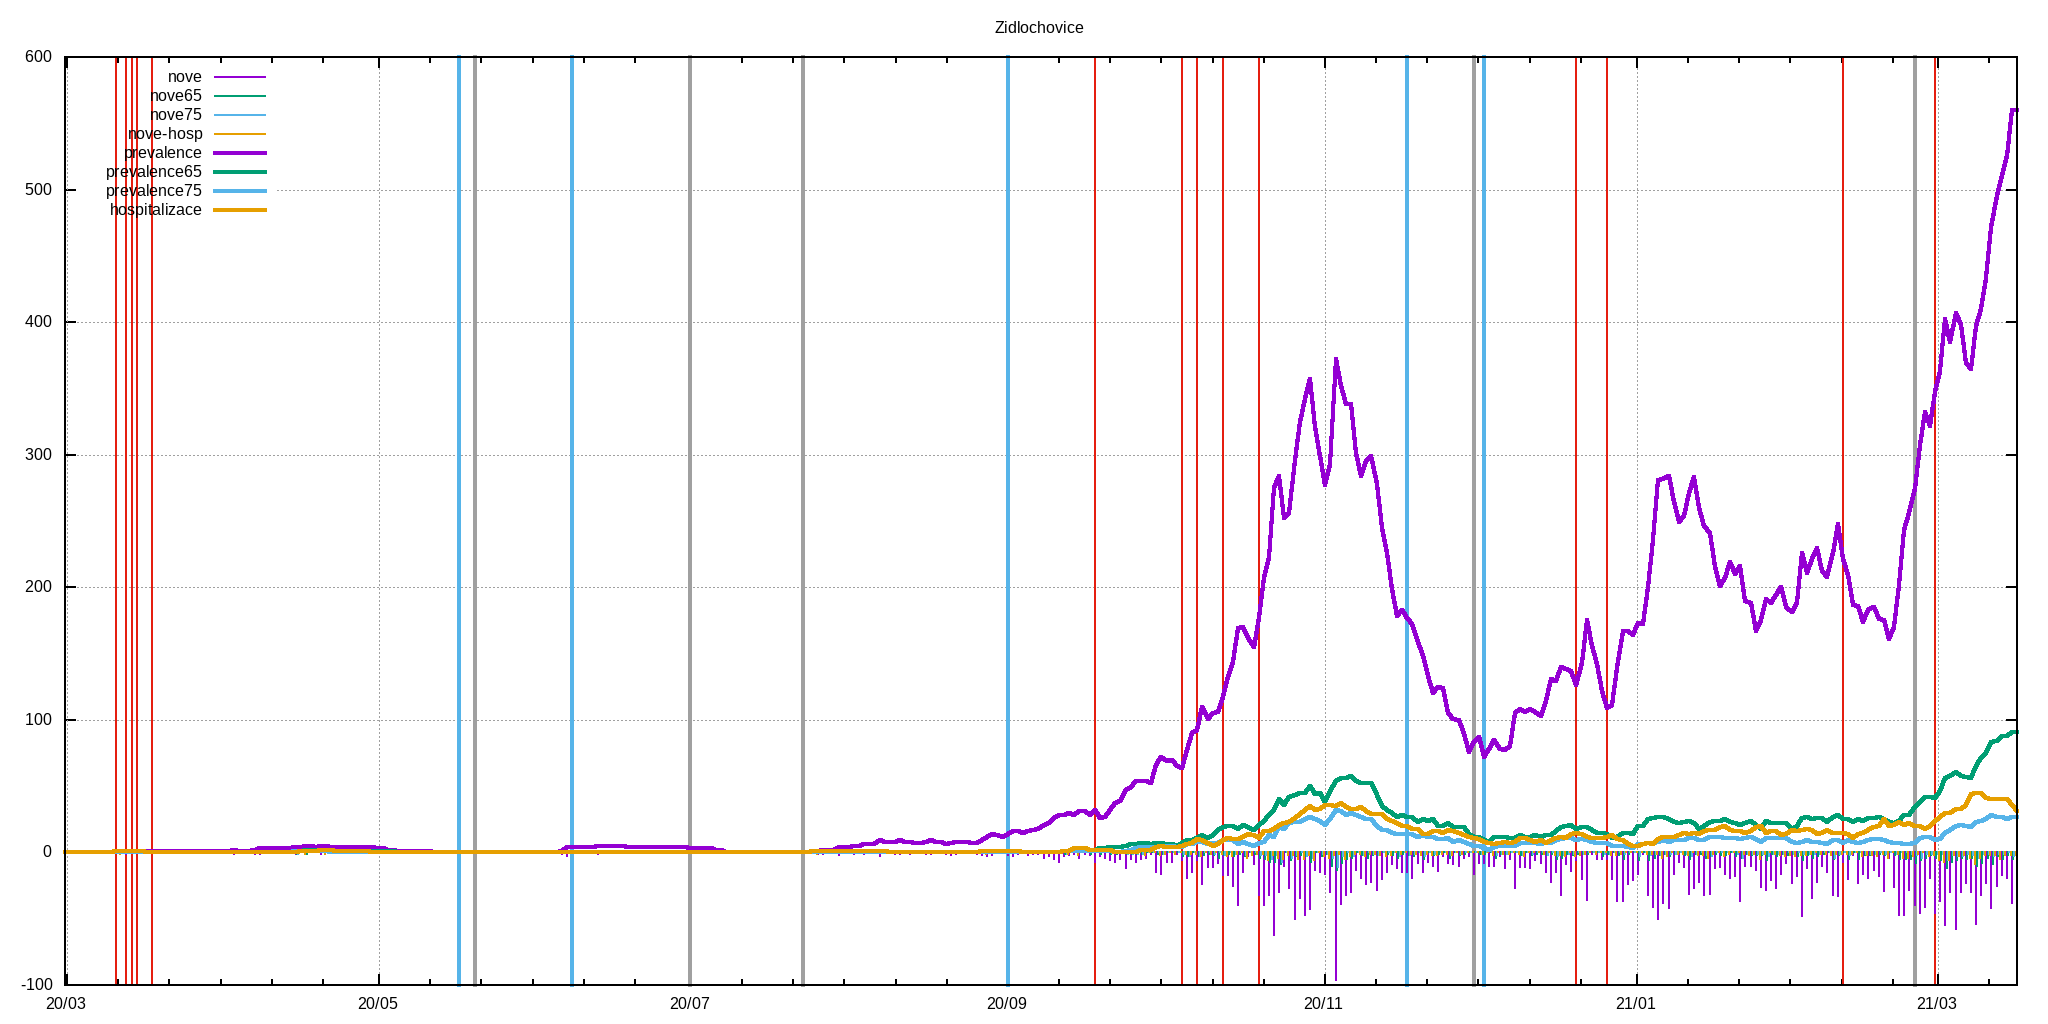 Zidlochovice
600
500
400
300
200
100
0
-100
nove
nove65
nove75
nove-hosp
prevalence
prevalence65
prevalence75
hospitalizace
20/03 20/05 20/07 20/09 20/11 21/01 21/03